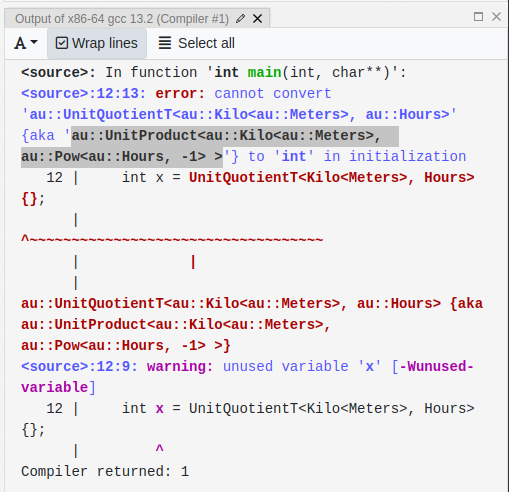 Output of x86-64 gcc 13.2 (Compiler #1)
A Wrap lines Select all
<source>: In function 'int main(int, char**)':
<source>:12:13: error: cannot convert
'au::UnitQuotientT<au::Kilo<au::Meters>, au::Hours>'
{aka 'au::UnitProduct<au::Kilo<au::Meters>,
au::Pow<au::Hours, -1> >'} to 'int' in initialization
   12 |     int x = UnitQuotientT<Kilo<Meters>, Hours>
{};
      |
^~~~~~~~~~~~~~~~~~~~~~~~~~~~~~~~~~~~
      |             |
      |
au::UnitQuotientT<au::Kilo<au::Meters>, au::Hours> {aka
au::UnitProduct<au::Kilo<au::Meters>,
au::Pow<au::Hours, -1> >}
<source>:12:9: warning: unused variable 'x' [-Wunused-
variable]
   12 |     int x = UnitQuotientT<Kilo<Meters>, Hours>
{};
      |         ^
Compiler returned: 1